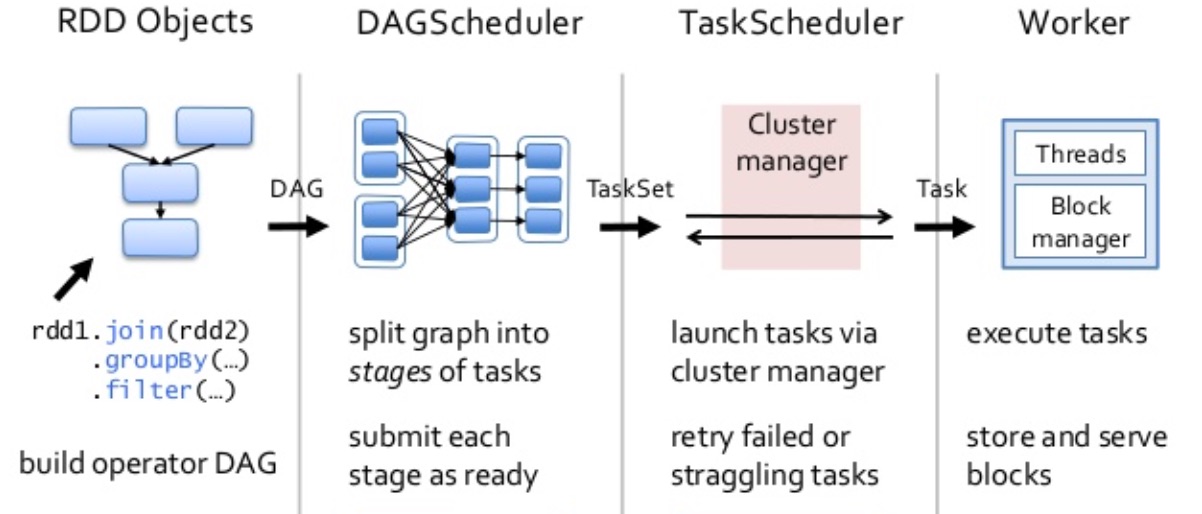 RDD Objects
DAGScheduler
TaskScheduler
Worker
DAG
TaskSet
Cluster
manager
Task
Threads
Block
manager
rdd1.join(rdd2)
.groupBy(…)
.filter(…)
build operator DAG
split graph into
stages of tasks
submit each
stage as ready
launch tasks via
cluster manager
retry failed or
straggling tasks
execute tasks
store and serve
blocks